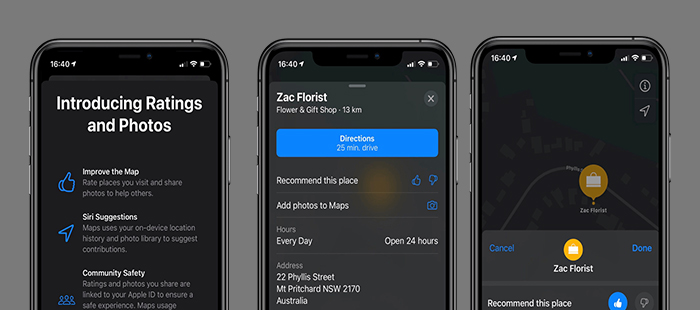 16:40
Introducing Ratings
and Photos
Improve the Map
Rate places you visit and share
photos to help others.
Siri Suggestions
Maps uses your on-device location
history and photo library to suggest
contributions.
Community Safety
Ratings and photos you share are
linked to your Apple ID to ensure a
safe experience. Maps usage
16:40
Zac Florist
Flower & Gift Shop · 13 km
Directions
25 min. drive
Recommend this place
Add photos to Maps
Hours
Every Day Open 24 hours
Address
22 Phyllis Street
Mt Pritchard NSW 2170
Australia
16:40
Phyllis
Zac Florist
Cancel Done
Zac Florist
Recommend this place